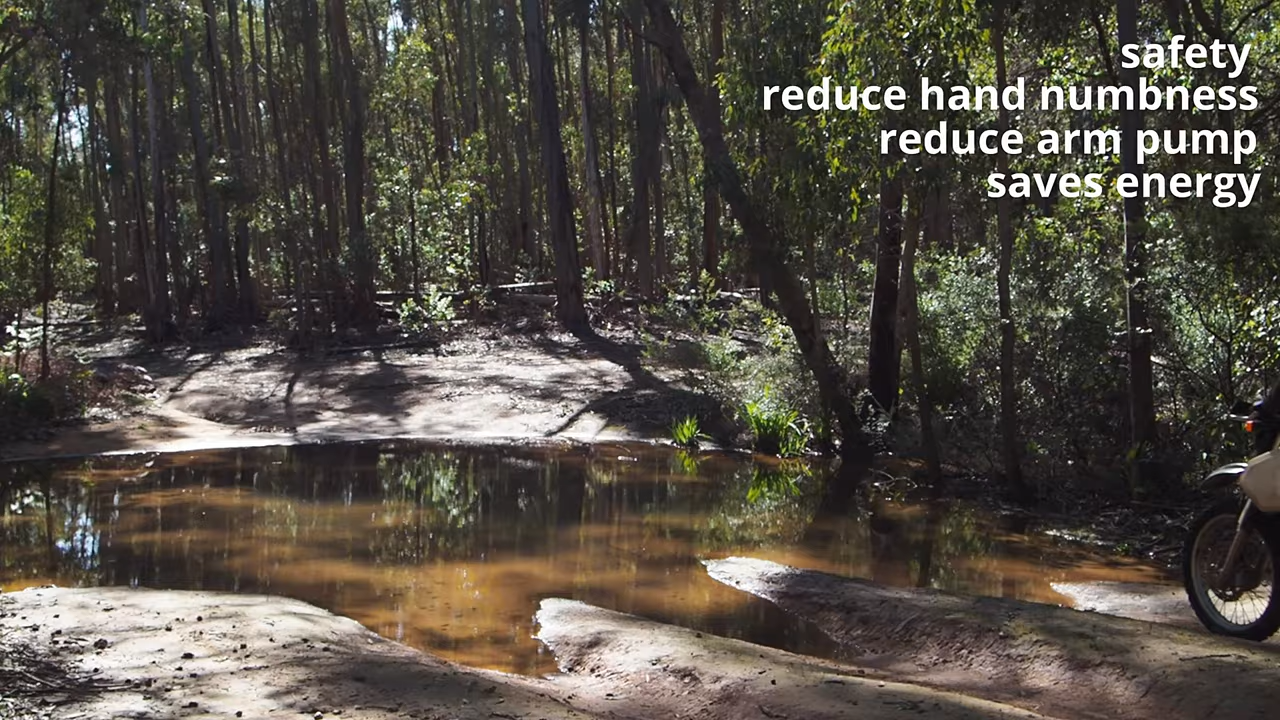 safety
reduce hand numbness
reduce arm pump
saves energy